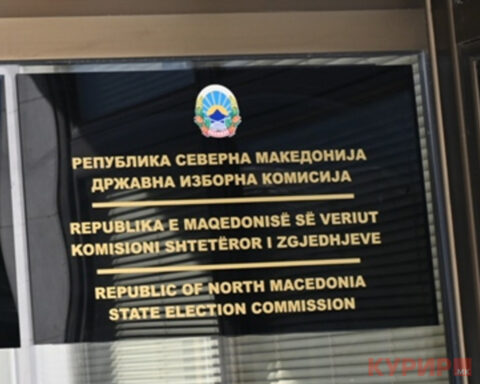 РЕПУБЛИКА СЕВЕРНА МАКЕДОНИЈА
ДРЖАВНА ИЗБОРНА КОМИСИЈА
REPUBLIKA E MAQEDONISË SË VERIUT
KOMISIONI SHTETËROR I ZGJEDHJEVE
REPUBLIC OF NORTH MACEDONIA
STATE ELECTION COMMISSION
КУРИР
.МК